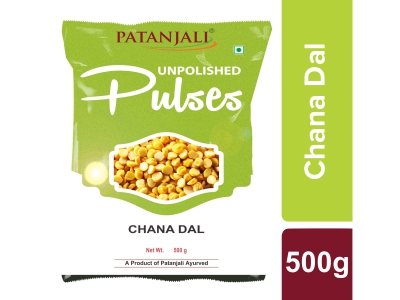 PATANJALI®
UNPOLISHED
Pulses
CHANA DAL
Net Wt. 500 g
A Product of Patanjali Ayurved
Chana Dal
500g